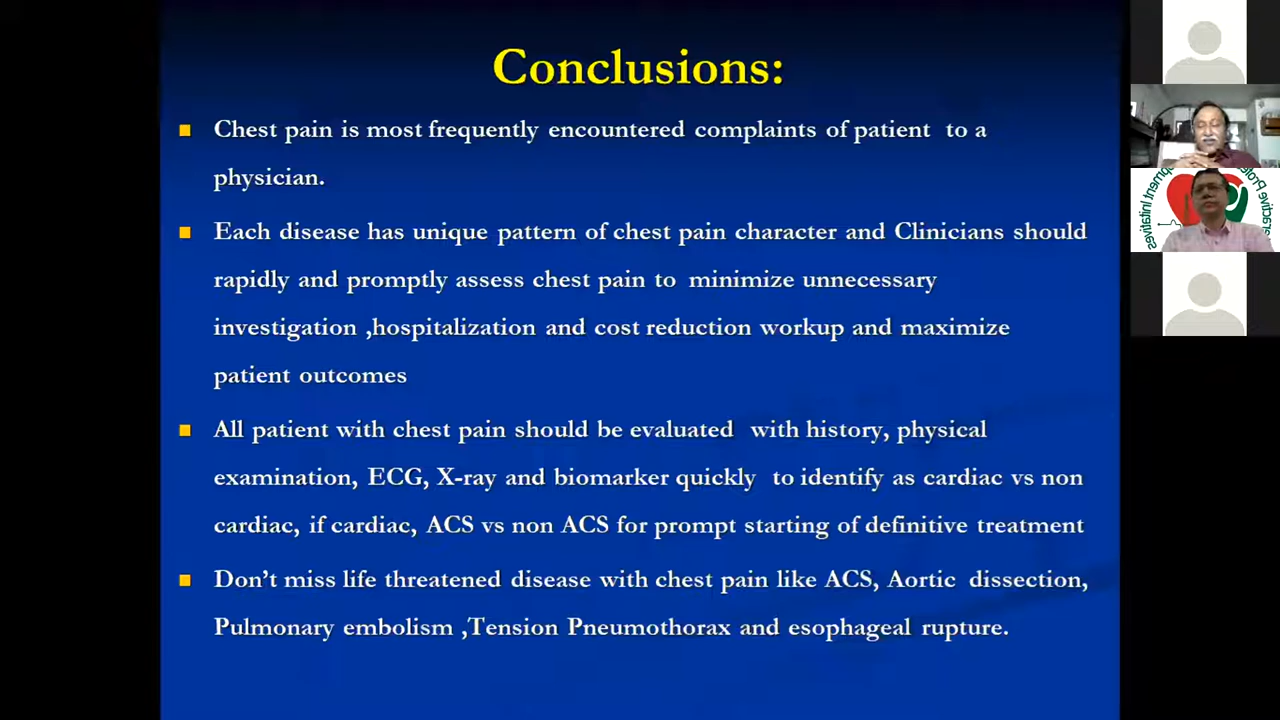 Conclusions:
Chest pain is most frequently encountered complaints of patient to a
physician.
Each disease has unique pattern of chest pain character and Clinicians should
rapidly and promptly assess chest pain to minimize unnecessary
investigation ,hospitalization and cost reduction workup and maximize
patient outcomes
All patient with chest pain should be evaluated with history, physical
examination, ECG, X-ray and biomarker quickly to identify as cardiac vs non
cardiac, if cardiac, ACS vs non ACS for prompt starting of definitive treatment
Don't miss life threatened disease with chest pain like ACS, Aortic dissection,
Pulmonary embolism ,Tension Pneumothorax and esophageal rupture.